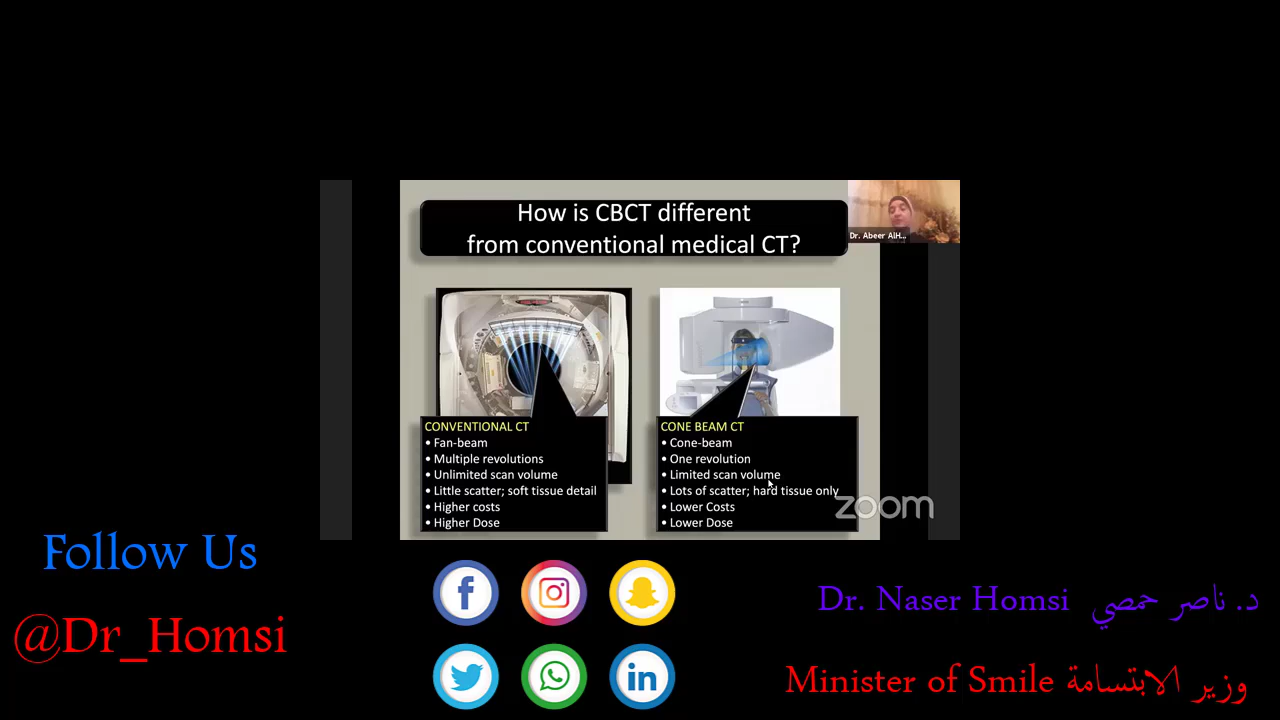 How is CBCT different
from conventional medical CT?
Dr. Abeer AlH...
CONVENTIONAL CT
• Fan-beam
• Multiple revolutions
• Unlimited scan volume
• Little scatter; soft tissue detail
• Higher costs
• Higher Dose
CONE BEAM CT
• Cone-beam
• One revolution
• Limited scan volume
• Lots of scatter; hard tissue only
• Lower Costs
• Lower Dose
zoom
Follow Us
@Dr_Homsi
Dr. Naser Homsi د. ناصر حمصي
Minister of Smile وزير الابتسامة